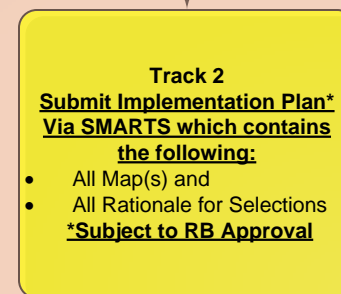 Track 2
Submit Implementation Plan*
Via SMARTS which contains
the following:
• All Map(s) and
• All Rationale for Selections
*Subject to RB Approval